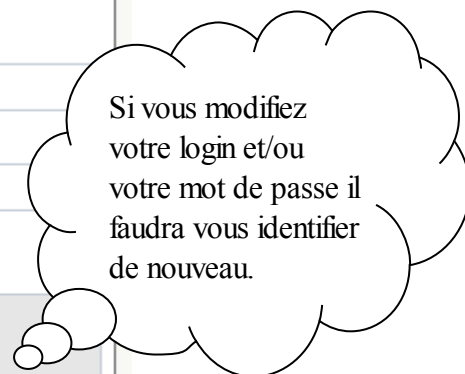 Si vous modifiez
votre login et/ou
votre mot de passe il
faudra vous identifier
de nouveau.